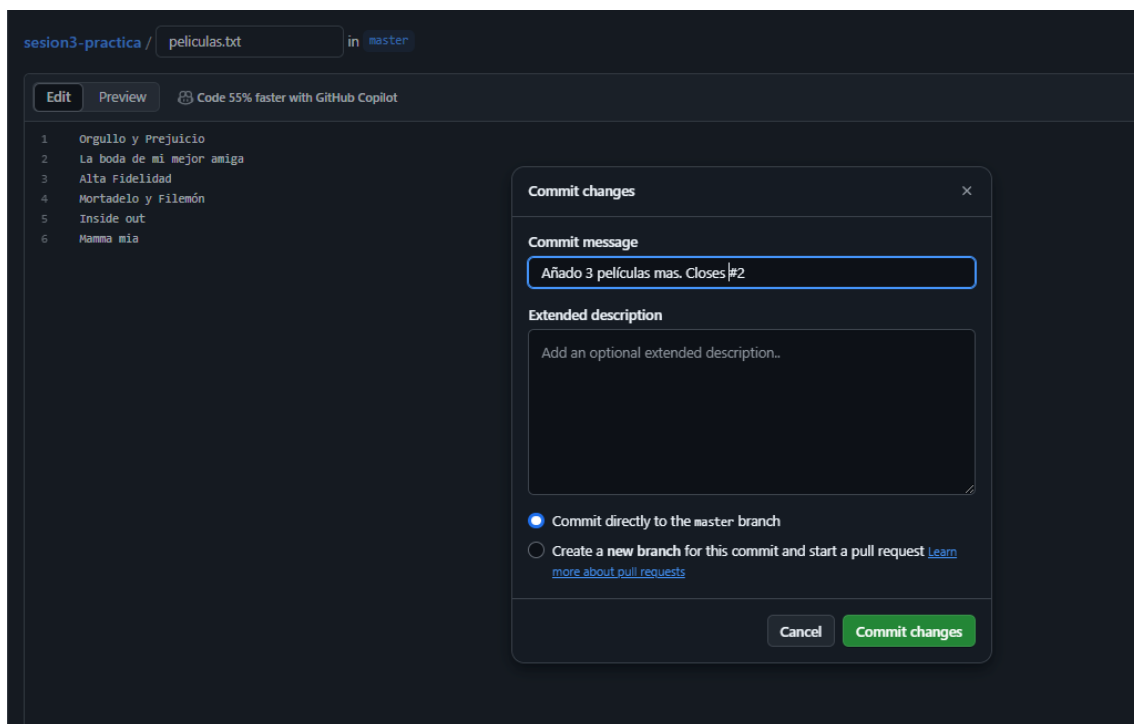 sesion3-practica / peliculas.txt in master
Edit Preview Code 55% faster with GitHub Copilot
1 Orgullo y Prejuicio
2 La boda de mi mejor amiga
3 Alta Fidelidad
4 Mortadelo y Filemón
5 Inside out
6 Mamma mia
Commit changes
Commit message
Añado 3 películas mas. Closes #2
Extended description
Add an optional extended description..
Commit directly to the master branch
Create a new branch for this commit and start a pull request Learn
more about pull requests
Cancel Commit changes